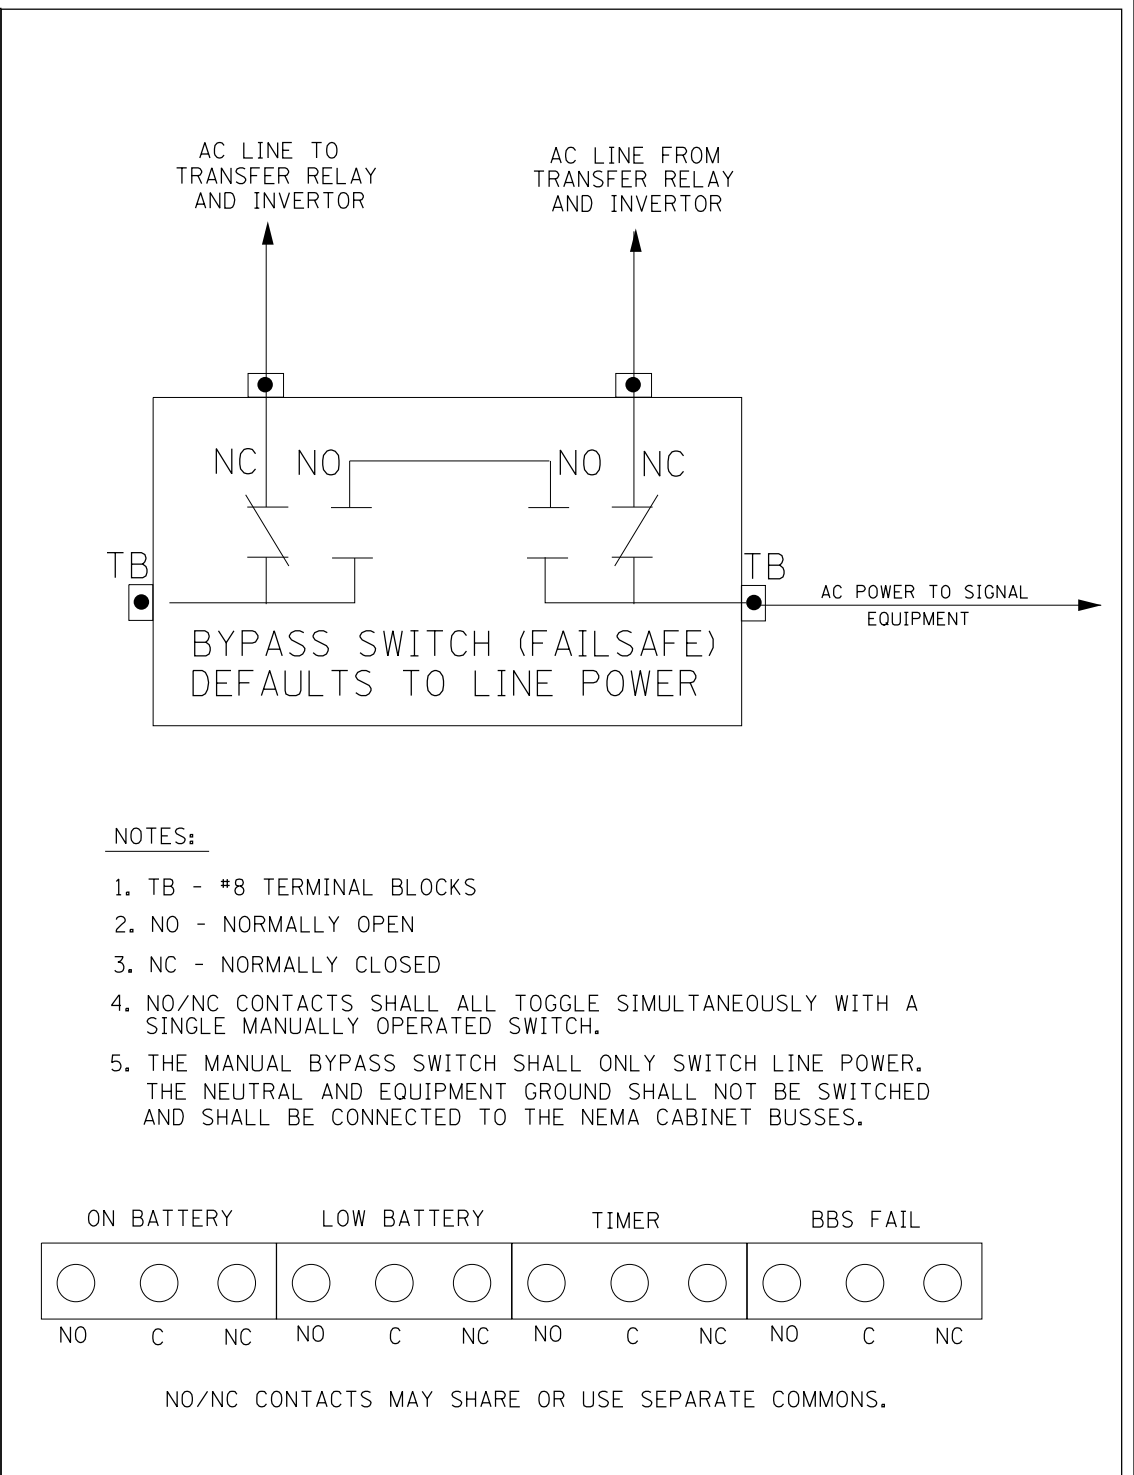 AC LINE TO
TRANSFER RELAY
AND INVERTOR
AC LINE FROM
TRANSFER RELAY
AND INVERTOR
NC NO NO NC
TB
TB
AC POWER TO SIGNAL
EQUIPMENT
BYPASS SWITCH (FAILSAFE)
DEFAULTS TO LINE POWER
NOTES:
1. TB - #8 TERMINAL BLOCKS
2. NO - NORMALLY OPEN
3. NC - NORMALLY CLOSED
4. NO/NC CONTACTS SHALL ALL TOGGLE SIMULTANEOUSLY WITH A
SINGLE MANUALLY OPERATED SWITCH.
5. THE MANUAL BYPASS SWITCH SHALL ONLY SWITCH LINE POWER.
THE NEUTRAL AND EQUIPMENT GROUND SHALL NOT BE SWITCHED
AND SHALL BE CONNECTED TO THE NEMA CABINET BUSSES.
ON BATTERY LOW BATTERY TIMER BBS FAIL
NO C NC NO C NC NO C NC NO C NC
NO/NC CONTACTS MAY SHARE OR USE SEPARATE COMMONS.